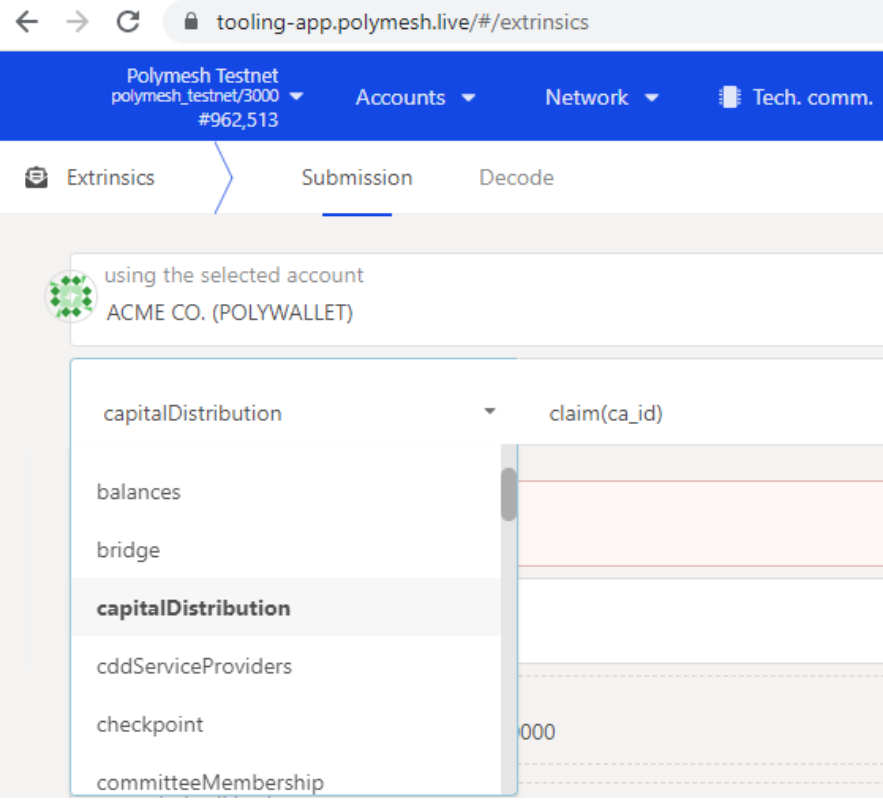 tooling-app.polymesh.live/#/extrinsics
Polymesh Testnet
polymesh_testnet/3000
#962,513
Accounts
Network
Tech. comm.
Extrinsics
Submission
Decode
using the selected account
ACME CO. (POLYWALLET)
capitalDistribution
claim(ca_id)
balances
bridge
capitalDistribution
cddServiceProviders
checkpoint
committeeMembership